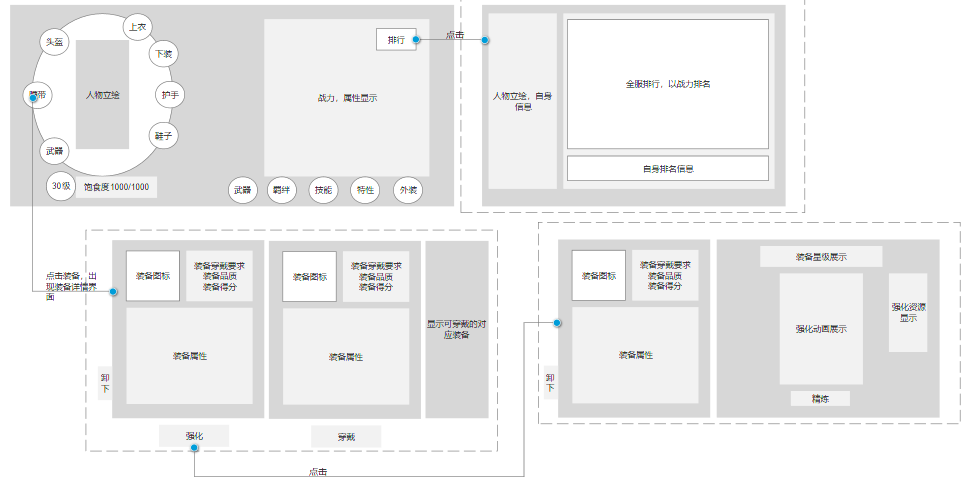 上衣
头盔
下装
人物立绘
护手
鞋子
武器
30级
饱食度1000/1000
排行
战力，属性显示
武器
羁绊
技能
特性
外装
点击
人物立绘，自身
信息
全服排行，以战力排名
自身排名信息
点击装备，出
现装备详情界
面
装备图标
装备穿戴要求
装备品质
装备得分
装备属性
卸
下
强化
装备图标
装备穿戴要求
装备品质
装备得分
装备属性
穿戴
显示可穿戴的对
应装备
点击
装备图标
装备穿戴要求
装备品质
装备得分
装备属性
卸
下
装备星级展示
强化动画展示
强化资源
显示
精练